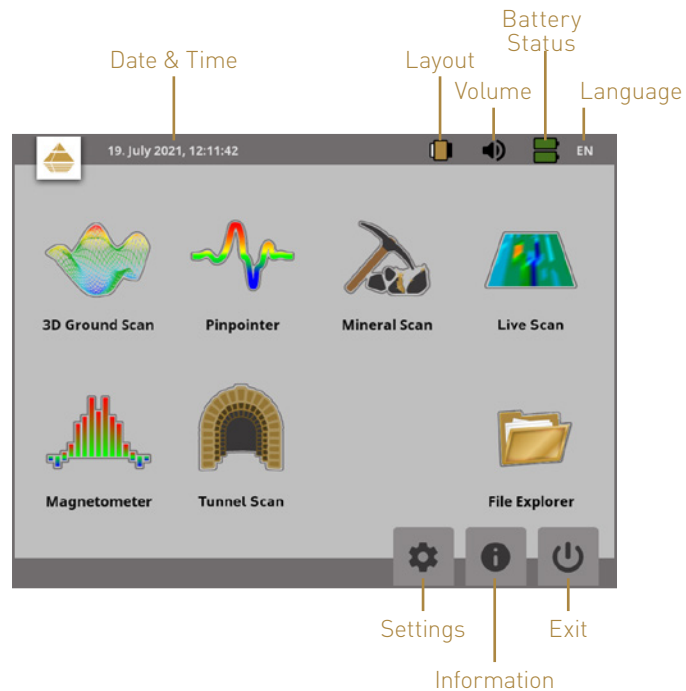 Battery
Status
Date & Time
Layout
Volume
Language
19. July 2021, 12:11:42
EN
3D Ground Scan
Pinpointer
Mineral Scan
Live Scan
Magnetometer
Tunnel Scan
File Explorer
Settings
Exit
Information